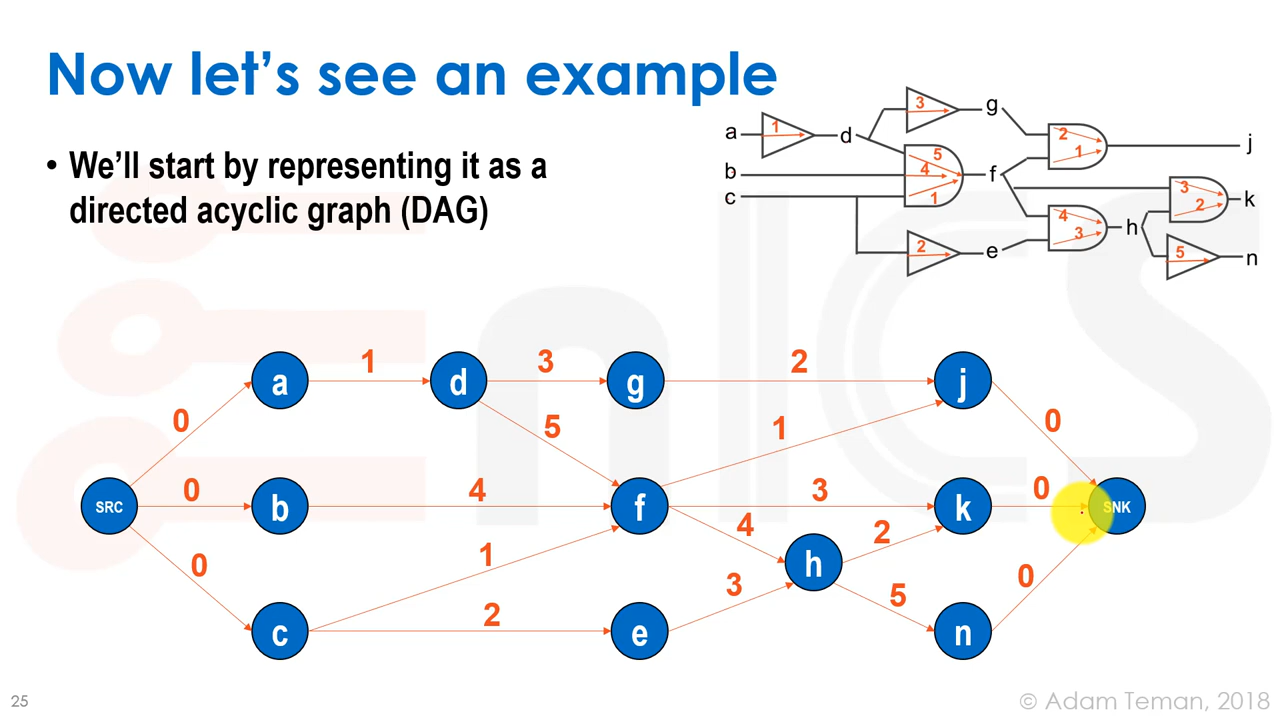 Now let's see an example
• We'll start by representing it as a
directed acyclic graph (DAG)
a 1 d 3 g 2 1 j
b 5 4 1 f 3 2 k
c 2 e 4 3 h 5 n
a 1 d 3 g 2 j
0 5 1 0
SRC 0 b 4 f 3 k 0 SNK
0 1 4 h 2 0
c 2 e 3 5 n
25
© Adam Teman, 2018
enICS